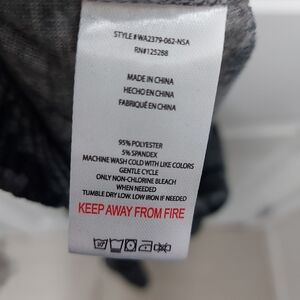 STYLE#WA2379-062-NSA
RN#125288
MADE IN CHINA
HECHO EN CHINA
FABRIQUÉ EN CHINA
95% POLYESTER
5% SPANDEX
MACHINE WASH COLD WITH LIKE COLORS
GENTLE CYCLE
ONLY NON-CHLORINE BLEACH
WHEN NEEDED
TUMBLE DRY LOW. LOW IRON IF NEEDED
KEEP AWAY FROM FIRE